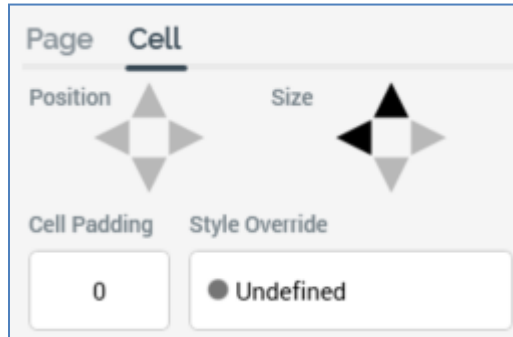 Page Cell
Position Size
Cell Padding Style Override
0 Undefined